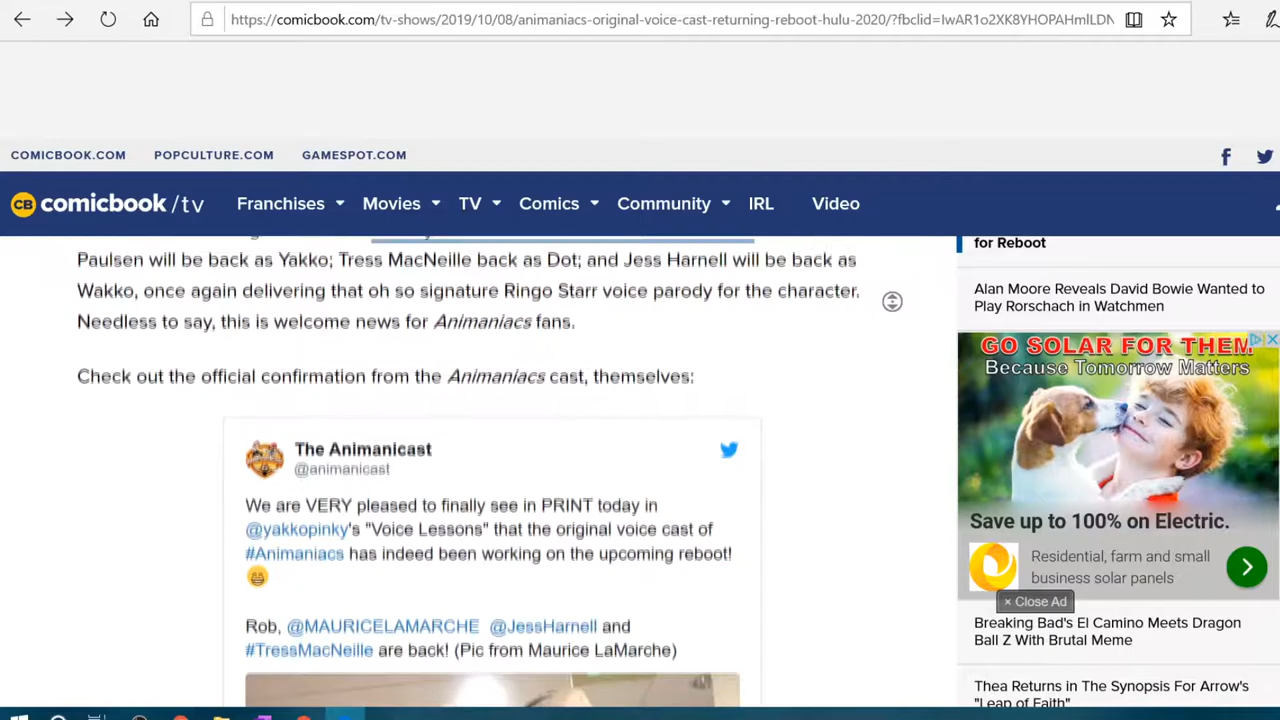 https://comicbook.com/tv-shows/2019/10/08/animaniacs-original-voice-cast-returning-reboot-hulu-2020/?fbclid=IwAR1o2XK8YHOPAHmlLDN
COMICBOOK.COM POPCULTURE.COM GAMESPOT.COM
CB comicbook/tv Franchises Movies TV Comics Community IRL Video
Paulsen will be back as Yakko; Tress MacNeille back as Dot; and Jess Harnell will be back as
Wakko, once again delivering that oh so signature Ringo Starr voice parody for the character.
Needless to say, this is welcome news for Animaniacs fans.
Check out the official confirmation from the Animaniacs cast, themselves:
The Animanicast
@animanicast
We are VERY pleased to finally see in PRINT today in
@yakkopinky's "Voice Lessons" that the original voice cast of
#Animaniacs has indeed been working on the upcoming reboot!
Rob, @MAURICELAMARCHE @JessHarnell and
#TressMacNeille are back! (Pic from Maurice LaMarche)
for Reboot
Alan Moore Reveals David Bowie Wanted to
Play Rorschach in Watchmen
GO SOLAR FOR THEM.
Because Tomorrow Matters
Save up to 100% on Electric.
Residential, farm and small
business solar panels
× Close Ad
Breaking Bad's El Camino Meets Dragon
Ball Z With Brutal Meme
Thea Returns in The Synopsis For Arrow's
"Leap of Faith"